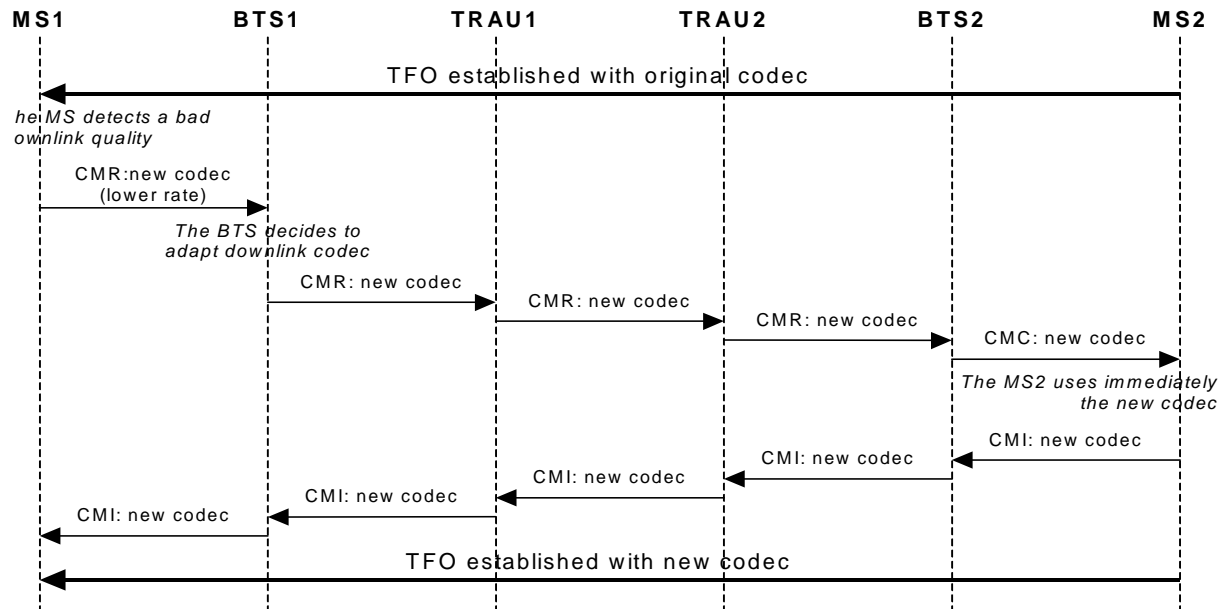 MS1 BTS1 TRAU1 TRAU2 BTS2 MS2
TFO established with original codec
he MS detects a bad
ownlink quality
CMR:new codec
(lower rate)
The BTS decides to
adapt downlink codec
CMR: new codec
CMR: new codec
CMR: new codec
CMC: new codec
The MS2 uses immediately
the new codec
CMI: new codec
CMI: new codec
CMI: new codec
CMI: new codec
TFO established with new codec